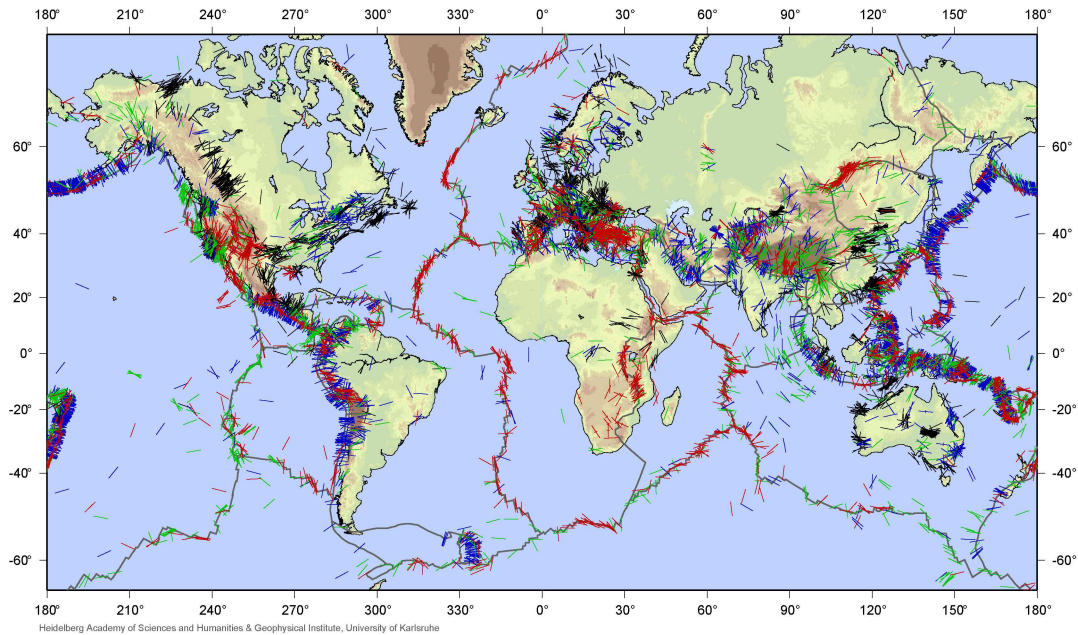 180° 210° 240° 270° 300° 330° 0° 30° 60° 90° 120° 150° 180°
60° 60°
40° 40°
20° 20°
0° 0°
-20° -20°
-40° -40°
-60° -60°
180° 210° 240° 270° 300° 330° 0° 30° 60° 90° 120° 150° 180°
Heidelberg Academy of Sciences and Humanities & Geophysical Institute, University of Karlsruhe